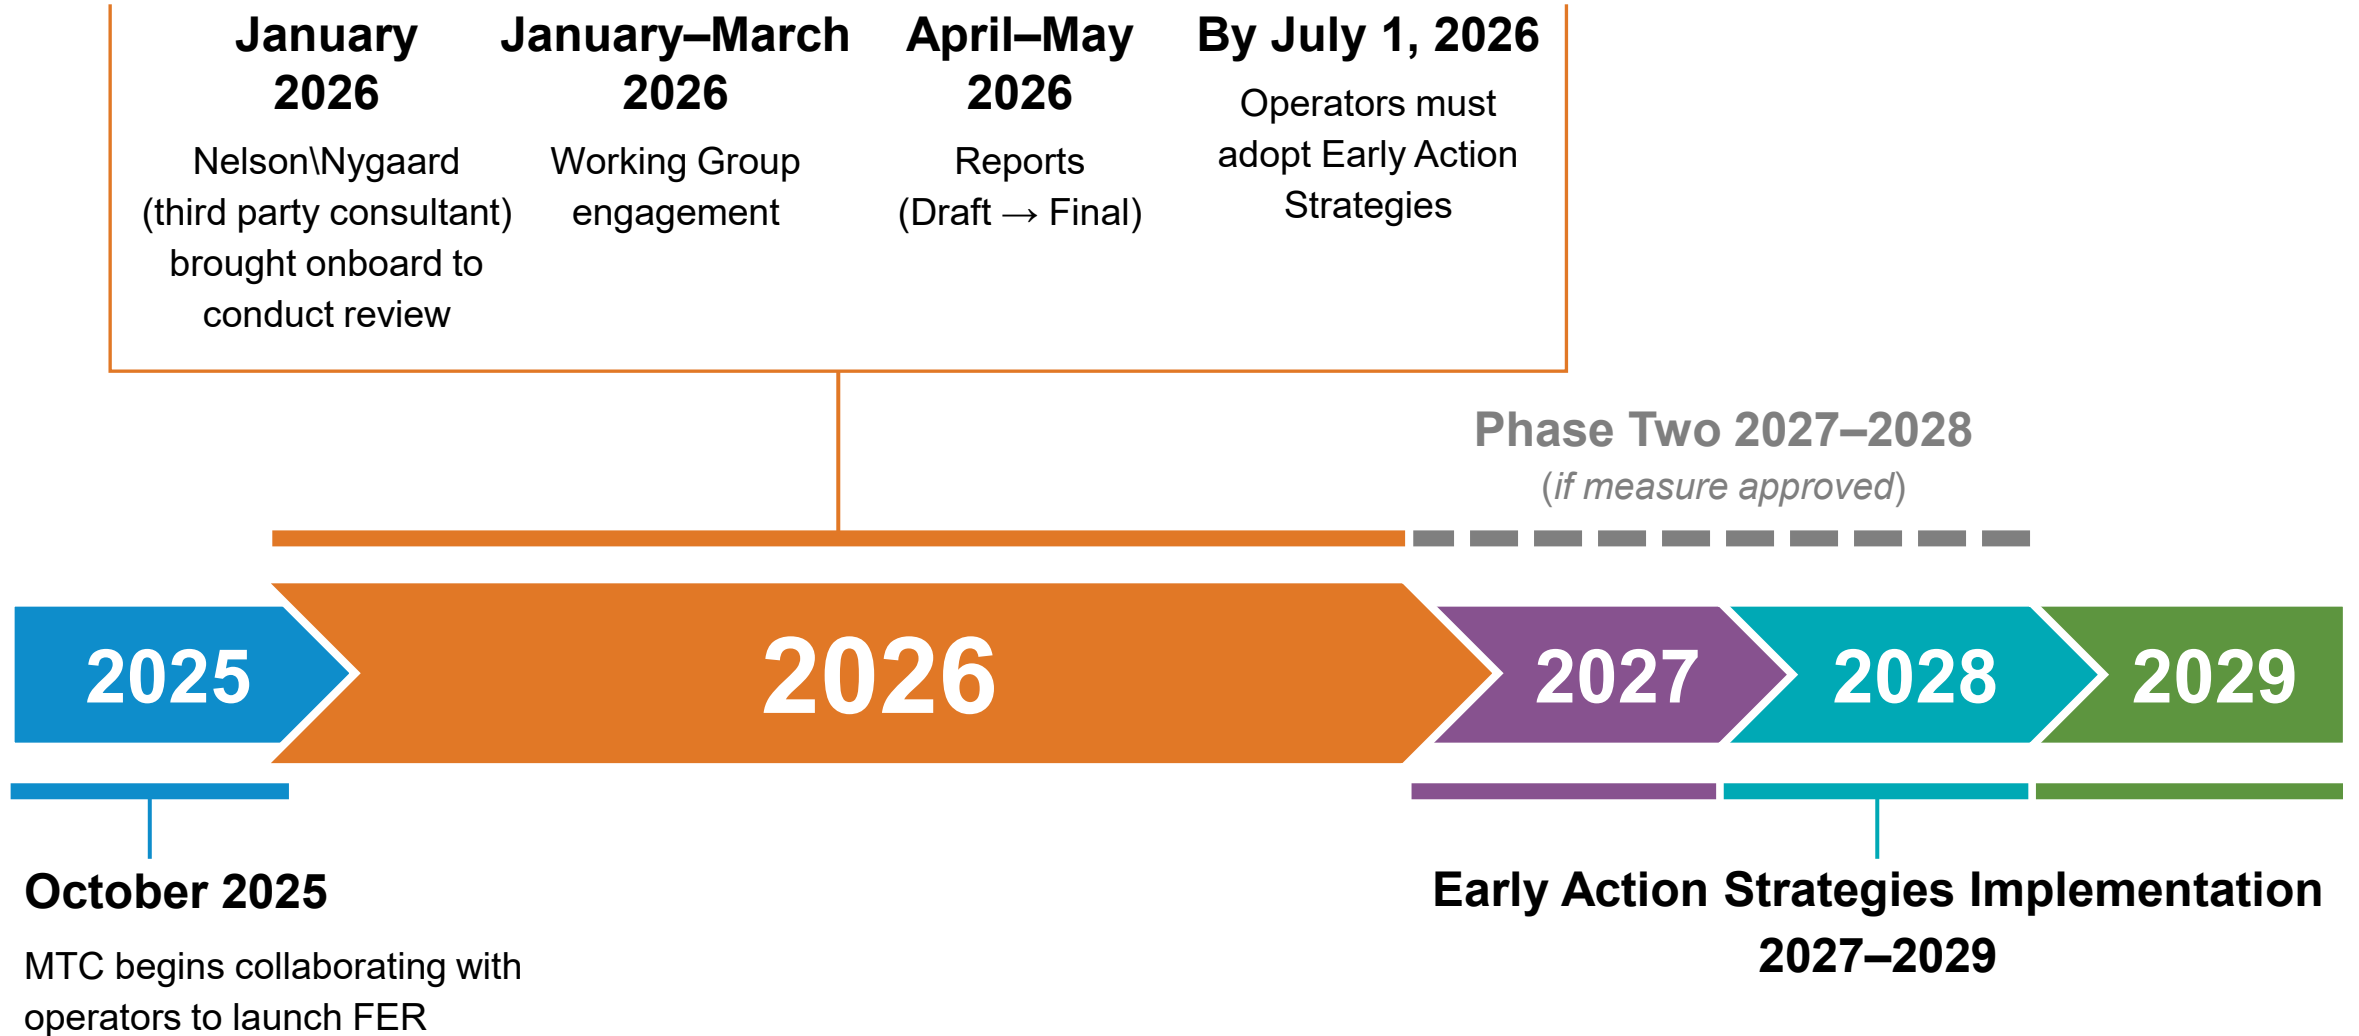 January
2026
Nelson\Nygaard
(third party consultant)
brought onboard to
conduct review
January–March
2026
Working Group
engagement
April–May
2026
Reports
(Draft → Final)
By July 1, 2026
Operators must
adopt Early Action
Strategies
Phase Two 2027–2028
(if measure approved)
2025
2026
2027
2028
2029
October 2025
MTC begins collaborating with
operators to launch FER
Early Action Strategies Implementation
2027–2029